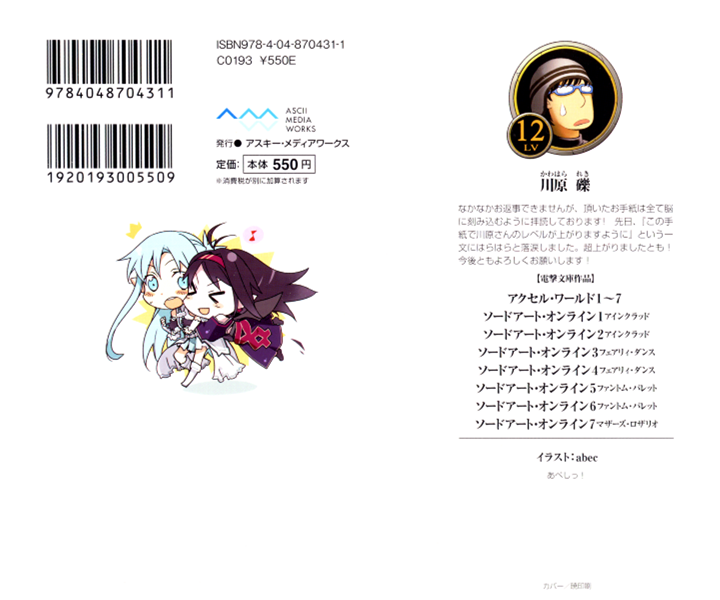 ISBN978-4-04-870431-1
C0193 ¥550E
9784048704311
1920193005509
ASCII
MEDIA
WORKS
発行● アスキー・メディアワークス
定価: 本体 550 円
※消費税が別に加算されます
12
LV
かわはら れき
川原 礫
なかなかお返事できませんが、頂いたお手紙は全て脳
に刻み込むように拝読しております! 先日、「この手
紙で川原さんのレベルが上がりますように」という一
文にはらはらと落涙しました。超上がりましたとも!
今後ともよろしくお願いします!
【電撃文庫作品】
アクセル・ワールド1〜7
ソードアート・オンライン1アインクラッド
ソードアート・オンライン2アインクラッド
ソードアート・オンライン3フェアリィ・ダンス
ソードアート・オンライン4フェアリィ・ダンス
ソードアート・オンライン5ファントム・バレット
ソードアート・オンライン6ファントム・バレット
ソードアート・オンライン7マザーズ・ロザリオ
イラスト:abec
あべしっ!
カバー/旭印刷